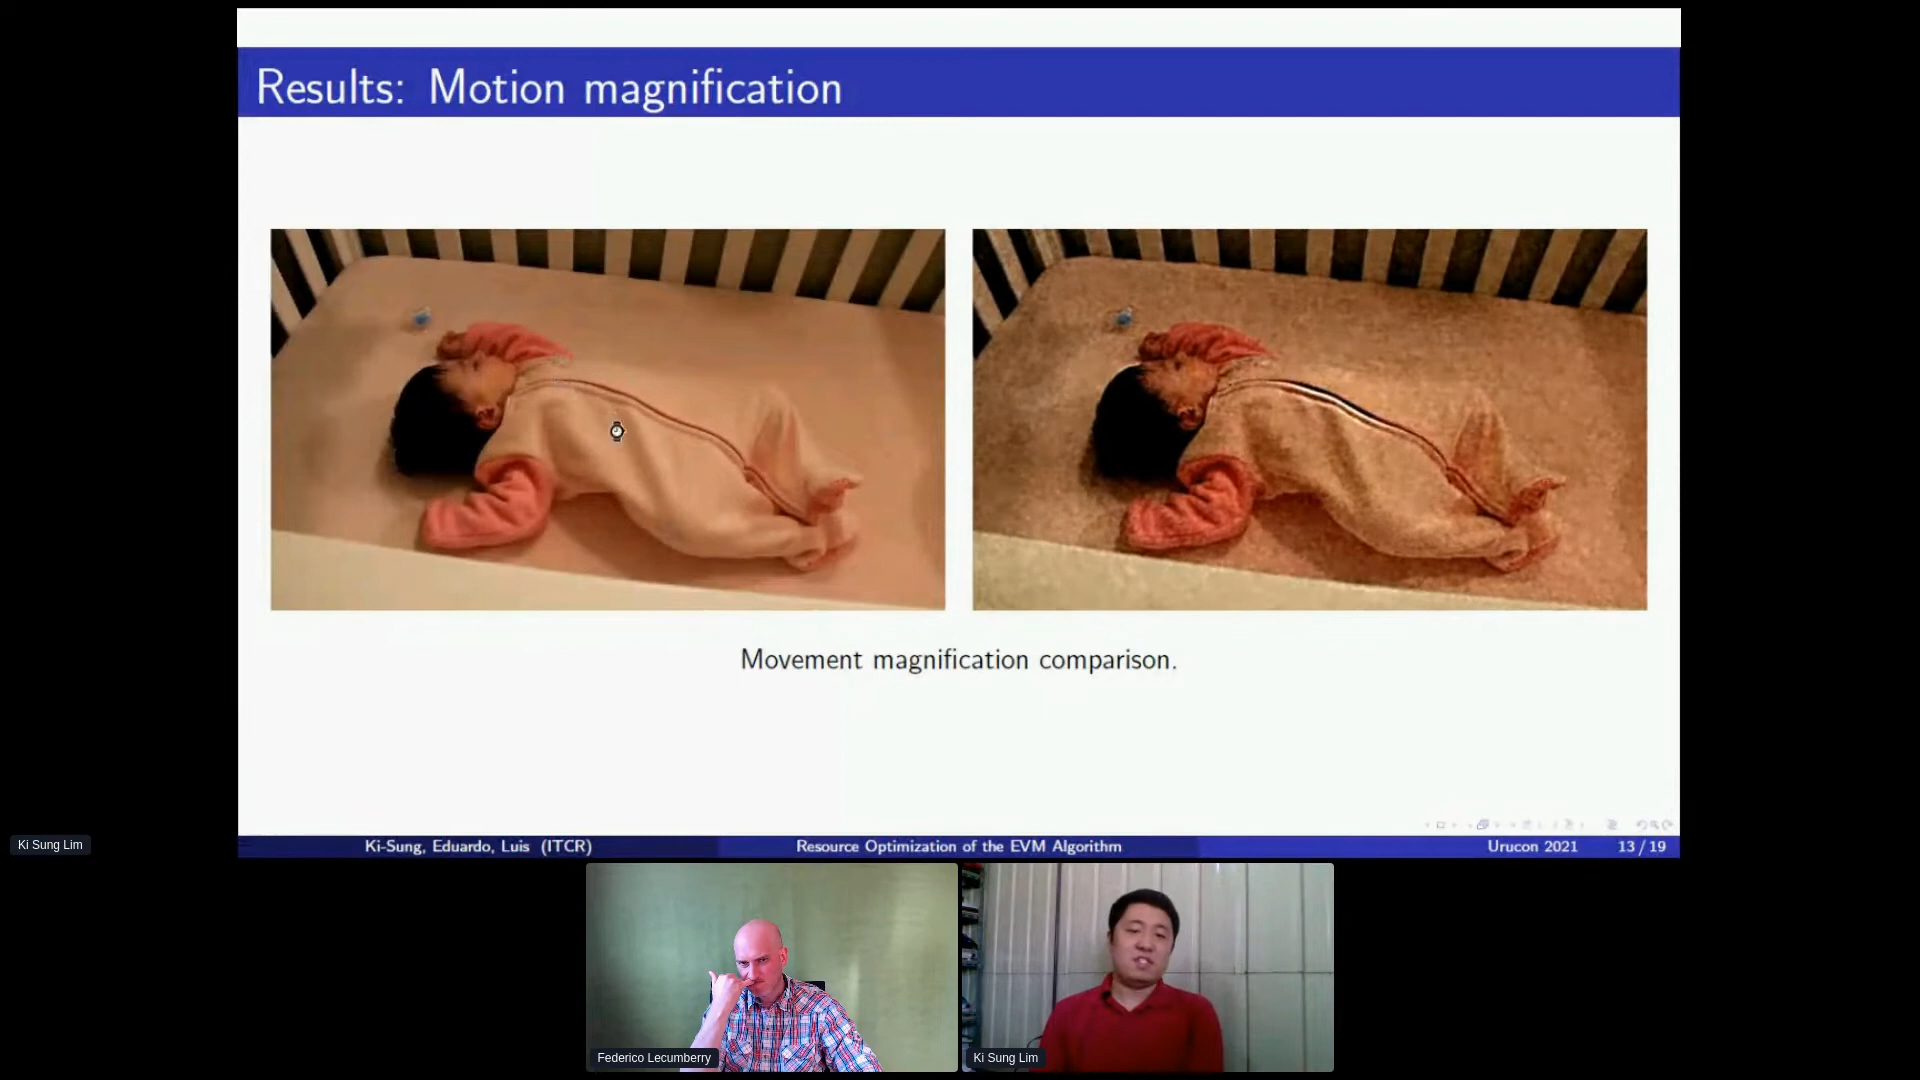 Results: Motion magnification
Movement magnification comparison.
Ki-Sung, Eduardo, Luis (ITCR)
Resource Optimization of the EVM Algorithm
Urucon 2021
13 / 19
Ki Sung Lim
Federico Lecumberry
Ki Sung Lim